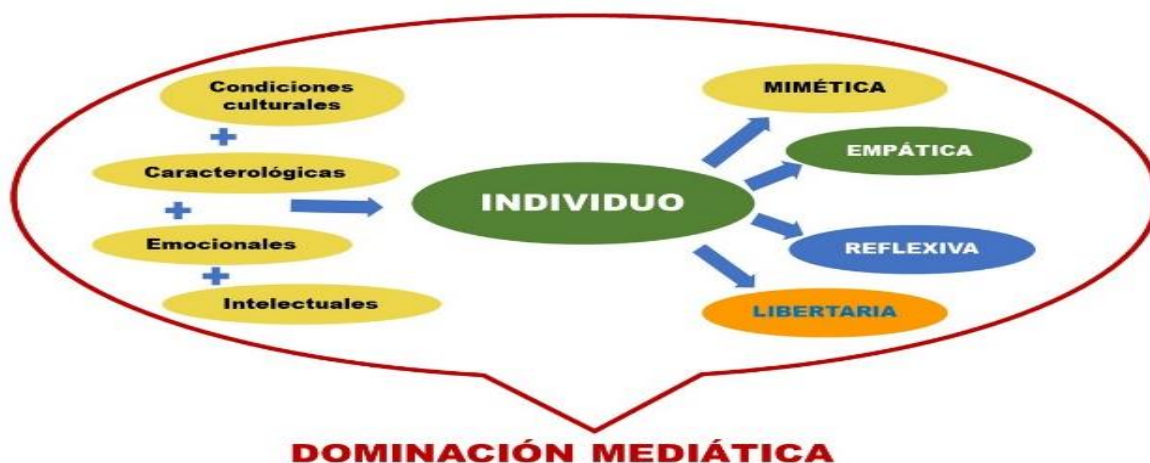 Condiciones
culturales
+
Caracterológicas
+
Emocionales
+
Intelectuales
INDIVIDUO
MIMÉTICA
EMPÁTICA
REFLEXIVA
LIBERTARIA
DOMINACIÓN MEDIÁTICA